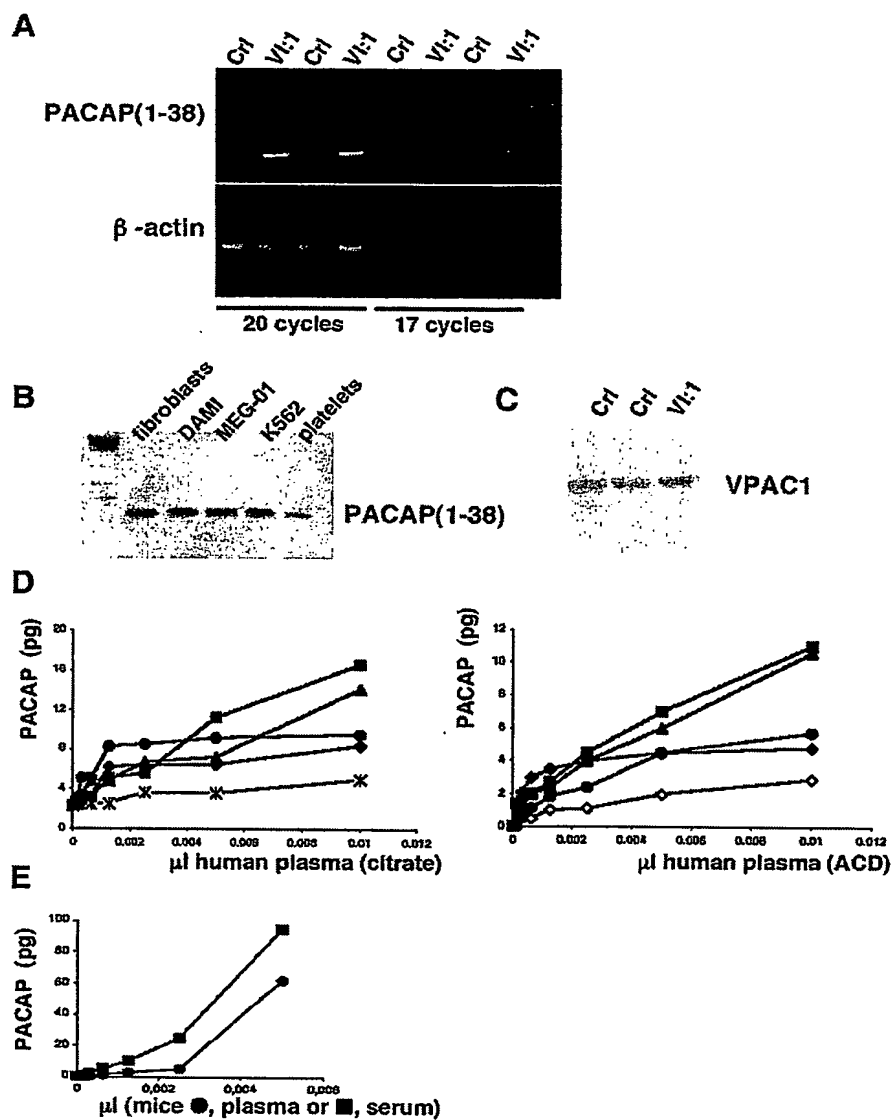 A
Crl VI:1 Crl VI:1 Crl VI:1 Crl VI:1
PACAP(1-38)
β -actin
20 cycles 17 cycles
B
fibroblasts DAMI MEG-01 K562 platelets
PACAP(1-38)
C
Crl Crl VI:1
VPAC1
D
PACAP (pg)
20
16
12
8
4
0
0 0.002 0.004 0.006 0.008 0.01 0.012
µl human plasma (citrate)
PACAP (pg)
12
10
8
6
4
2
0
0 0.002 0.004 0.006 0.008 0.01 0.012
µl human plasma (ACD)
E
PACAP (pg)
100
80
60
40
20
0
0 0,002 0,004 0,006
µl (mice ●, plasma or ■, serum)